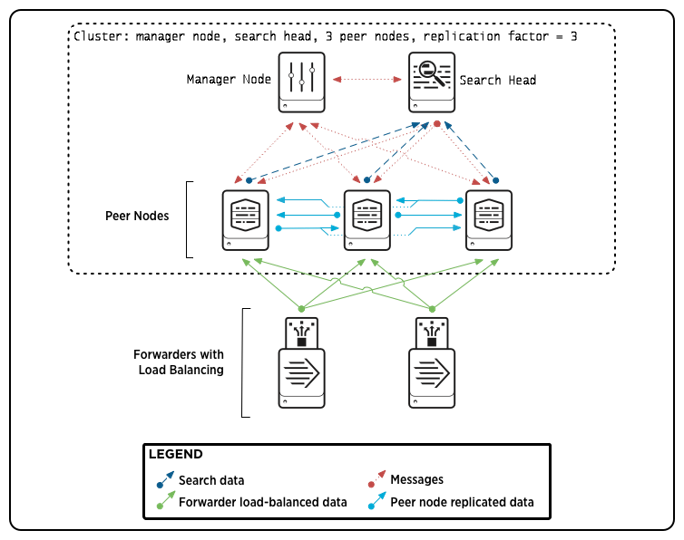 Cluster: manager node, search head, 3 peer nodes, replication factor = 3
Manager Node
Search Head
Peer Nodes
Forwarders with
Load Balancing
LEGEND
Search data
Messages
Forwarder load-balanced data
Peer node replicated data